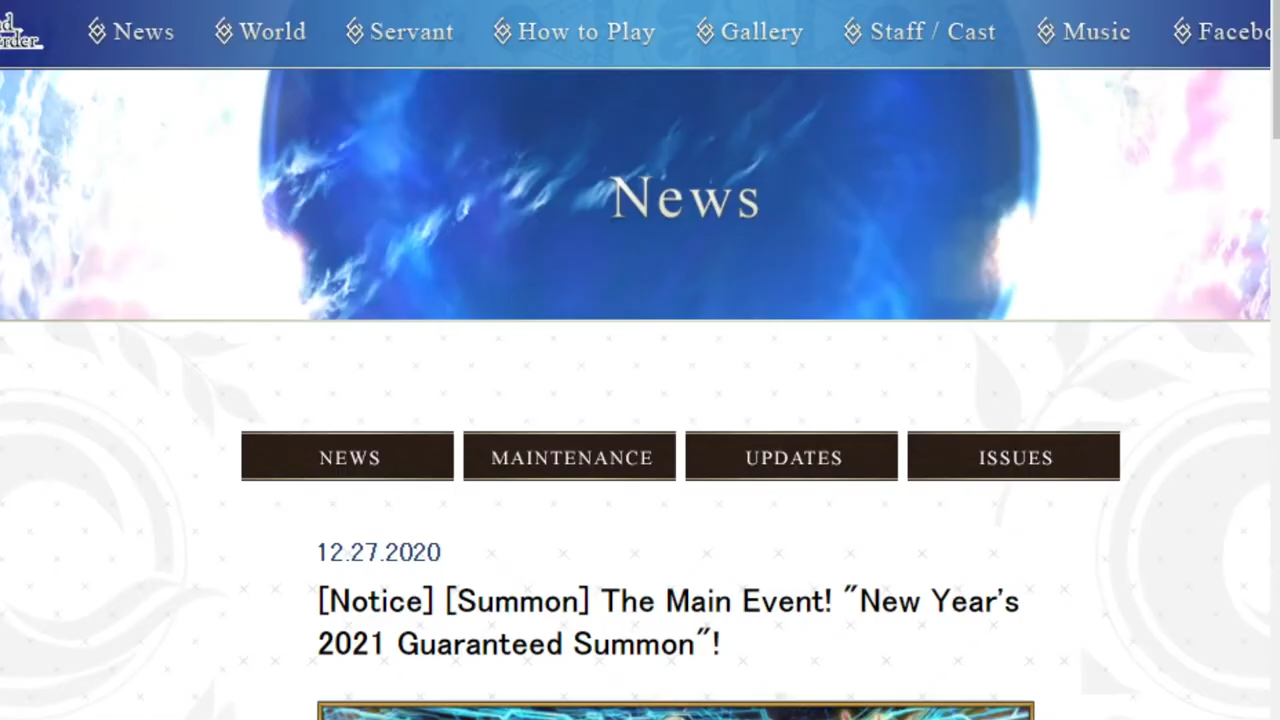 News World Servant How to Play Gallery Staff / Cast Music
News
NEWS MAINTENANCE UPDATES ISSUES
12.27.2020
[Notice] [Summon] The Main Event! "New Year's
2021 Guaranteed Summon"!